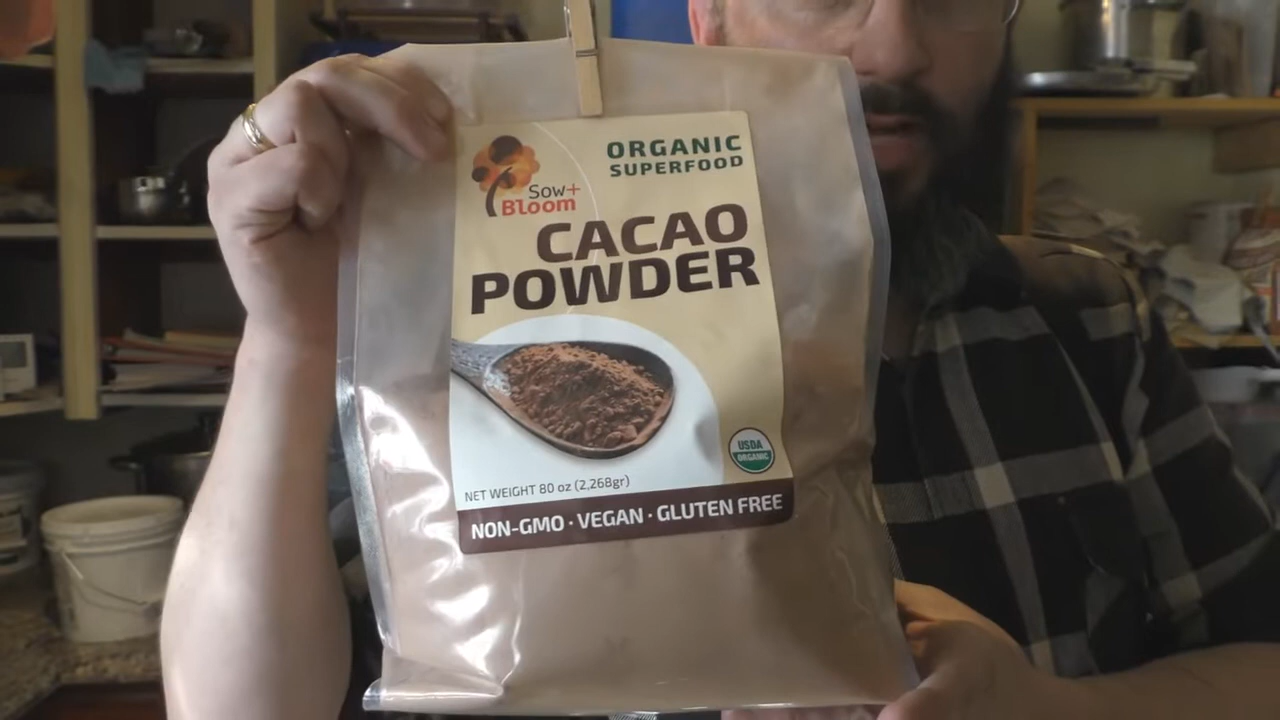 ORGANIC
SUPERFOOD
Sow+
Bloom
CACAO
POWDER
USDA
ORGANIC
NET WEIGHT 80 oz (2,268gr)
NON-GMO · VEGAN · GLUTEN FREE